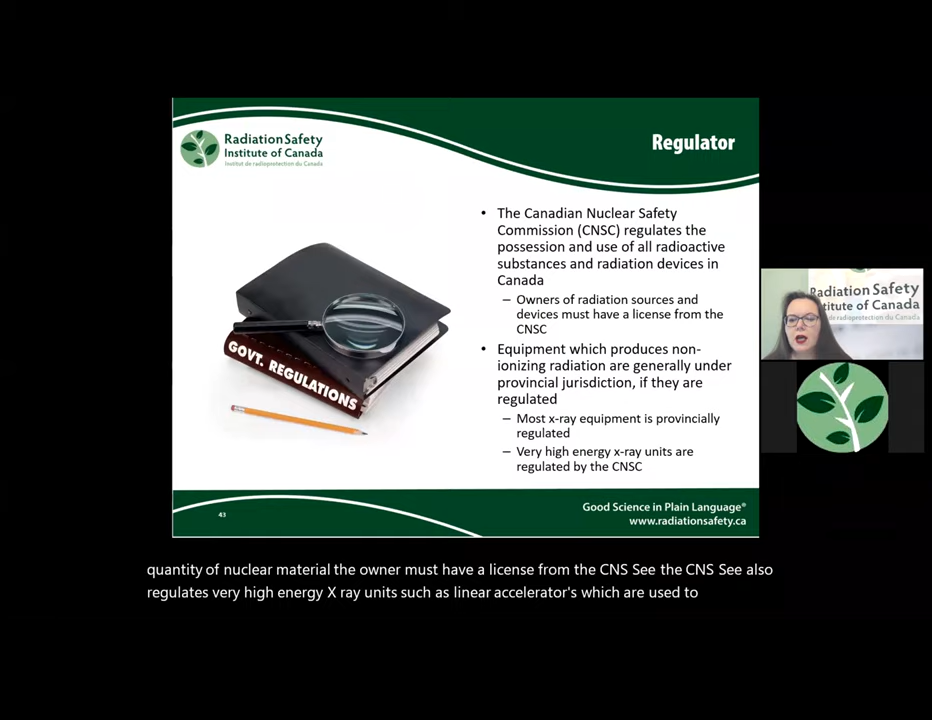 Regulator
RadiationSafety
Institute of Canada
Institut de radioprotection du Canada
• The Canadian Nuclear Safety
Commission (CNSC) regulates the
possession and use of all radioactive
substances and radiation devices in
Canada
– Owners of radiation sources and
devices must have a license from the
CNSC
• Equipment which produces non-
ionizing radiation are generally under
provincial jurisdiction, if they are
regulated
– Most x-ray equipment is provincially
regulated
– Very high energy x-ray units are
regulated by the CNSC
GOVT. REGULATIONS
43
Good Science in Plain Language®
www.radiationsafety.ca
Radiation Safety
stitute of Canada
de radioprotection du Canada
quantity of nuclear material the owner must have a license from the CNS See the CNS See also
regulates very high energy X ray units such as linear accelerator's which are used to